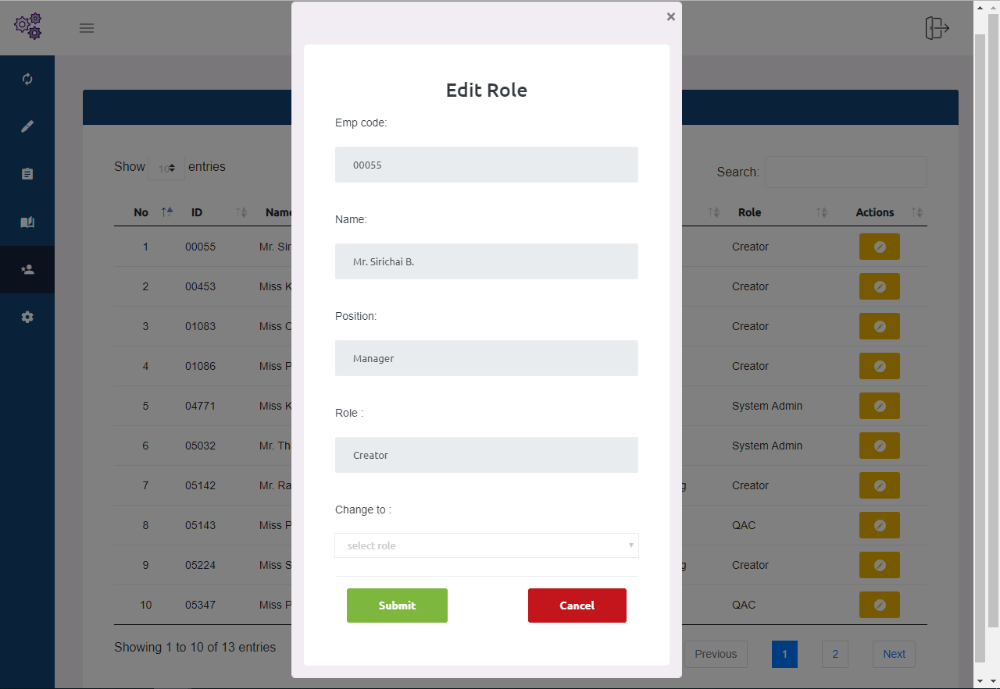 ×
Edit Role
Emp code:
00055
Name:
Mr. Sirichai B.
Position:
Manager
Role :
Creator
Change to :
select role
Submit Cancel
Show 10 entries
Search:
No ID Name Role Actions
1 00055 Mr. Creator
2 00453 Miss Creator
3 01083 Miss Creator
4 01086 Miss Creator
5 04771 Miss System Admin
6 05032 Mr. System Admin
7 05142 Mr. Creator
8 05143 Miss QAC
9 05224 Miss Creator
10 05347 Miss QAC
Showing 1 to 10 of 13 entries
Previous 1 2 Next